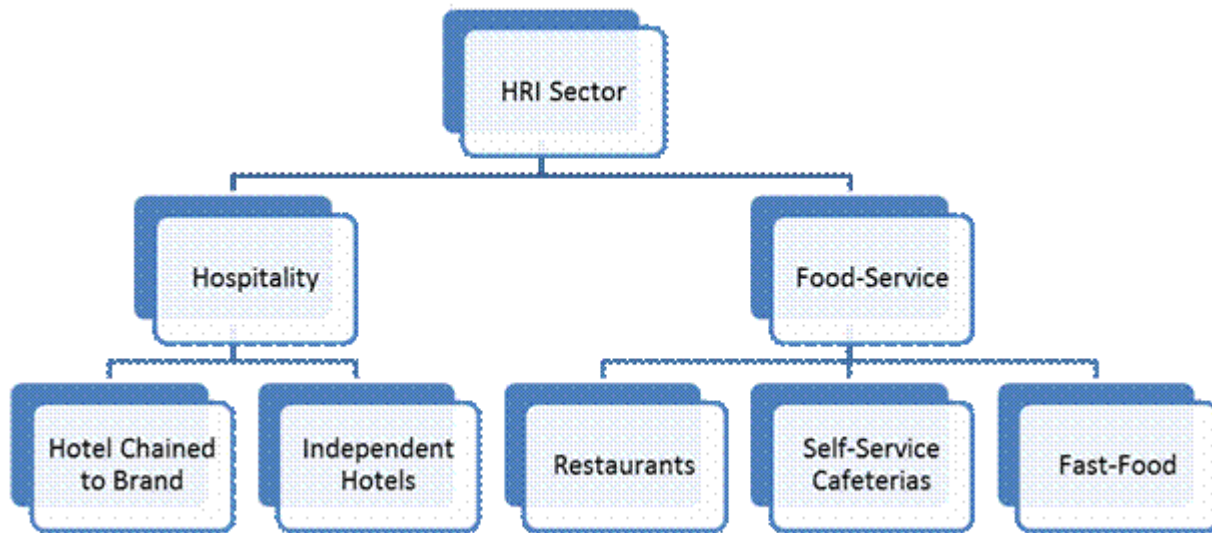 HRI Sector
Hospitality
Food-Service
Hotel Chained
to Brand
Independent
Hotels
Restaurants
Self-Service
Cafeterias
Fast-Food